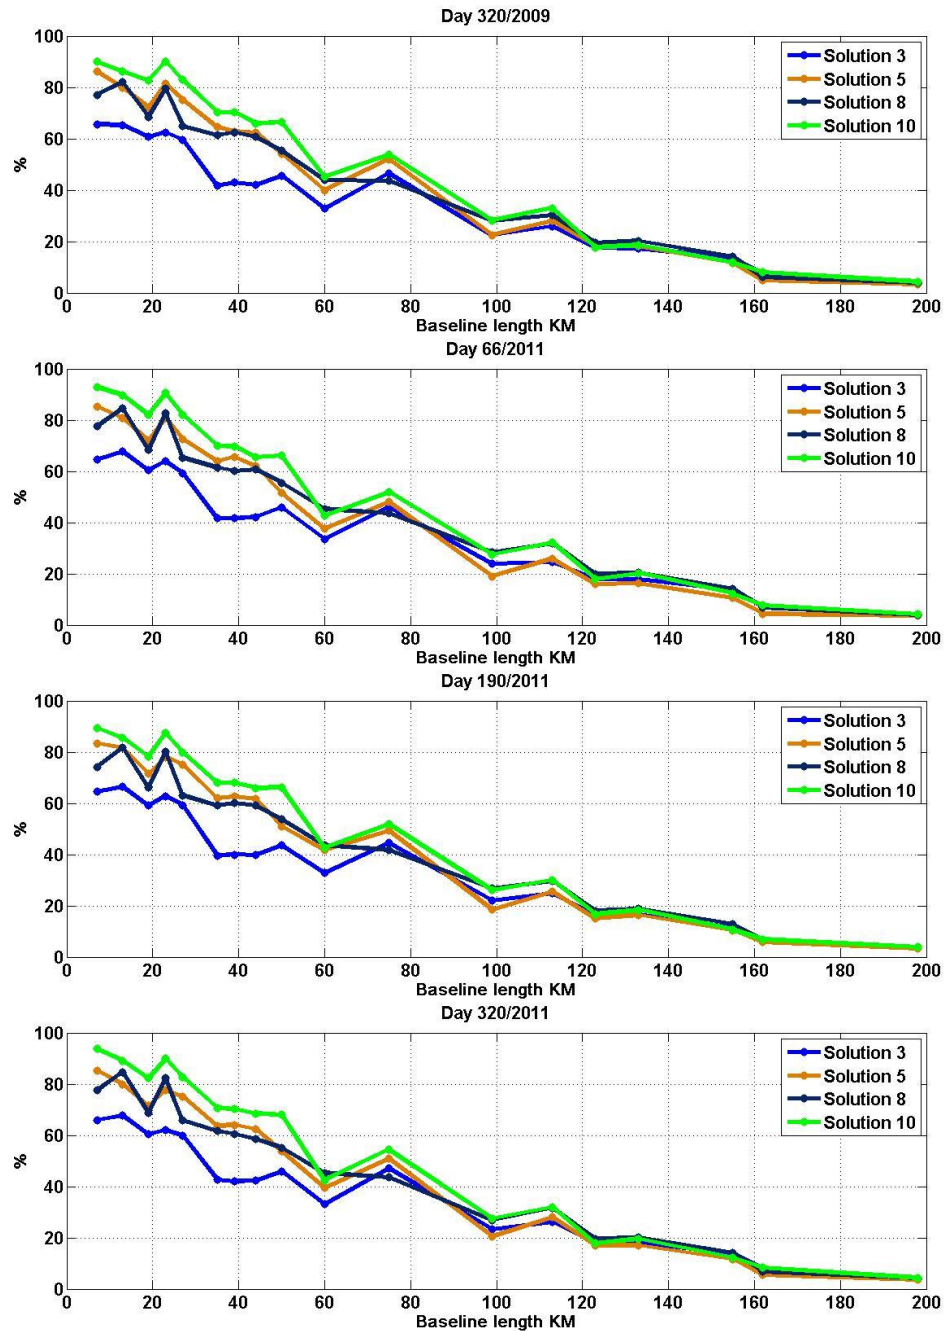 Day 320/2009
100
80
60
40
20
0
%
Solution 3
Solution 5
Solution 8
Solution 10
0 20 40 60 80 100 120 140 160 180 200
Baseline length KM
Day 66/2011
100
80
60
40
20
0
%
Solution 3
Solution 5
Solution 8
Solution 10
0 20 40 60 80 100 120 140 160 180 200
Baseline length KM
Day 190/2011
100
80
60
40
20
0
%
Solution 3
Solution 5
Solution 8
Solution 10
0 20 40 60 80 100 120 140 160 180 200
Baseline length KM
Day 320/2011
100
80
60
40
20
0
%
Solution 3
Solution 5
Solution 8
Solution 10
0 20 40 60 80 100 120 140 160 180 200
Baseline length KM